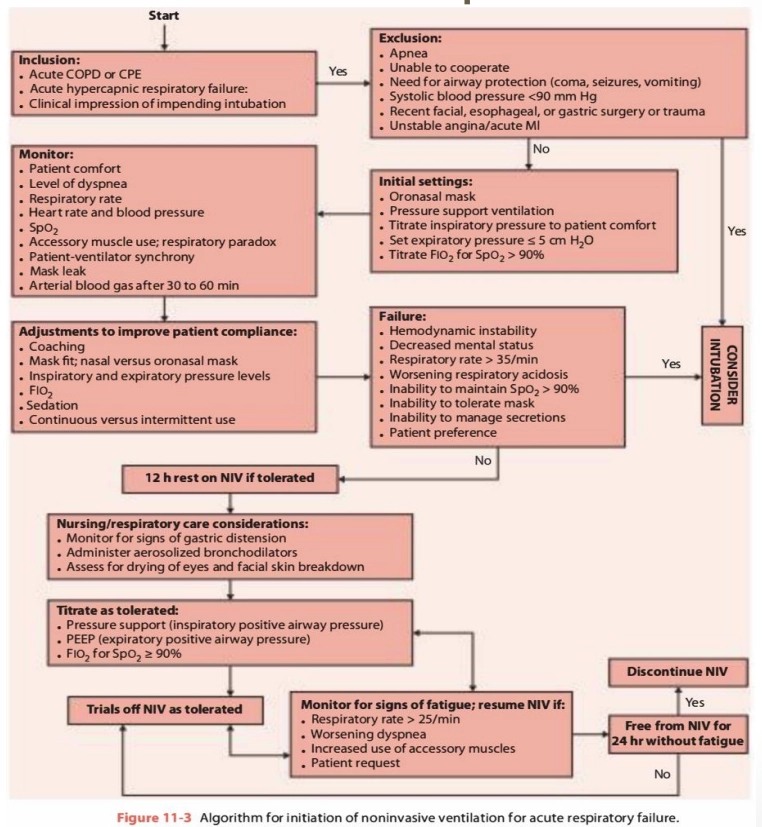 Start
Inclusion:
• Acute COPD or CPE
• Acute hypercapnic respiratory failure:
• Clinical impression of impending intubation
Yes
Exclusion:
• Apnea
• Unable to cooperate
• Need for airway protection (coma, seizures, vomiting)
• Systolic blood pressure <90 mm Hg
• Recent facial, esophageal, or gastric surgery or trauma
• Unstable angina/acute MI
No
Yes
Initial settings:
• Oronasal mask
• Pressure support ventilation
• Titrate inspiratory pressure to patient comfort
• Set expiratory pressure ≤ 5 cm H₂O
• Titrate FIO₂ for SpO₂ > 90%
Monitor:
• Patient comfort
• Level of dyspnea
• Respiratory rate
• Heart rate and blood pressure
• SpO₂
• Accessory muscle use; respiratory paradox
• Patient-ventilator synchrony
• Mask leak
• Arterial blood gas after 30 to 60 min
Adjustments to improve patient compliance:
• Coaching
• Mask fit; nasal versus oronasal mask
• Inspiratory and expiratory pressure levels
• FIO₂
• Sedation
• Continuous versus intermittent use
Failure:
• Hemodynamic instability
• Decreased mental status
• Respiratory rate > 35/min
• Worsening respiratory acidosis
• Inability to maintain SpO₂ > 90%
• Inability to tolerate mask
• Inability to manage secretions
• Patient preference
Yes
CONSIDER
INTUBATION
No
12 h rest on NIV if tolerated
Nursing/respiratory care considerations:
• Monitor for signs of gastric distension
• Administer aerosolized bronchodilators
• Assess for drying of eyes and facial skin breakdown
Titrate as tolerated:
• Pressure support (inspiratory positive airway pressure)
• PEEP (expiratory positive airway pressure)
• FIO₂ for SpO₂ ≥ 90%
Trials off NIV as tolerated
Monitor for signs of fatigue; resume NIV if:
• Respiratory rate > 25/min
• Worsening dyspnea
• Increased use of accessory muscles
• Patient request
Discontinue NIV
Yes
Free from NIV for
24 hr without fatigue
No
Figure 11-3 Algorithm for initiation of noninvasive ventilation for acute respiratory failure.